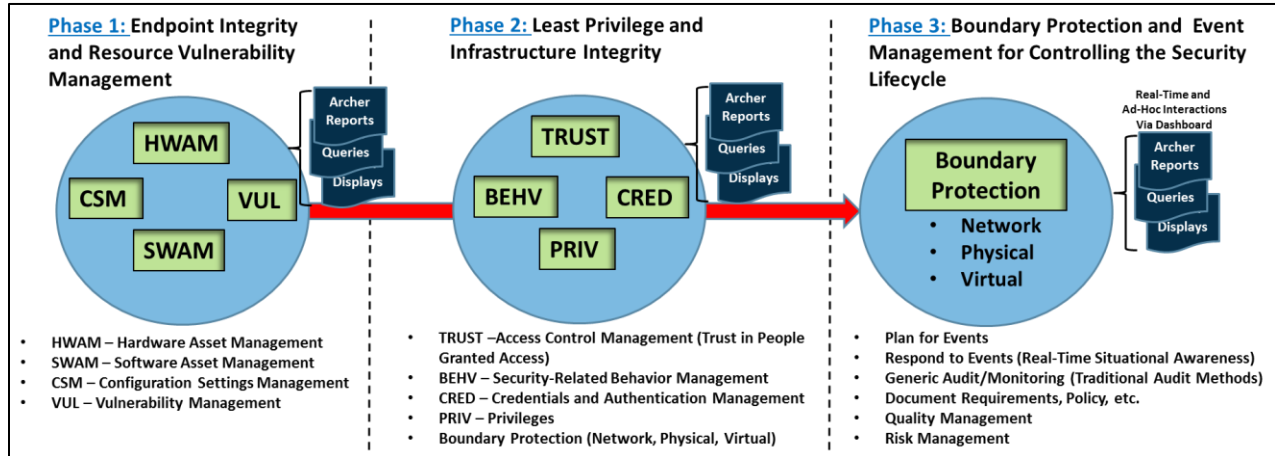 Phase 1: Endpoint Integrity
and Resource Vulnerability
Management
HWAM
CSM
VUL
SWAM
Archer
Reports
Queries
Displays
• HWAM – Hardware Asset Management
• SWAM – Software Asset Management
• CSM – Configuration Settings Management
• VUL – Vulnerability Management
Phase 2: Least Privilege and
Infrastructure Integrity
TRUST
BEHV
CRED
PRIV
Archer
Reports
Queries
Displays
• TRUST –Access Control Management (Trust in People
Granted Access)
• BEHV – Security-Related Behavior Management
• CRED – Credentials and Authentication Management
• PRIV – Privileges
• Boundary Protection (Network, Physical, Virtual)
Phase 3: Boundary Protection and Event
Management for Controlling the Security
Lifecycle
Real-Time and
Ad-Hoc Interactions
Via Dashboard
Boundary
Protection
• Network
• Physical
• Virtual
Archer
Reports
Queries
Displays
• Plan for Events
• Respond to Events (Real-Time Situational Awareness)
• Generic Audit/Monitoring (Traditional Audit Methods)
• Document Requirements, Policy, etc.
• Quality Management
• Risk Management